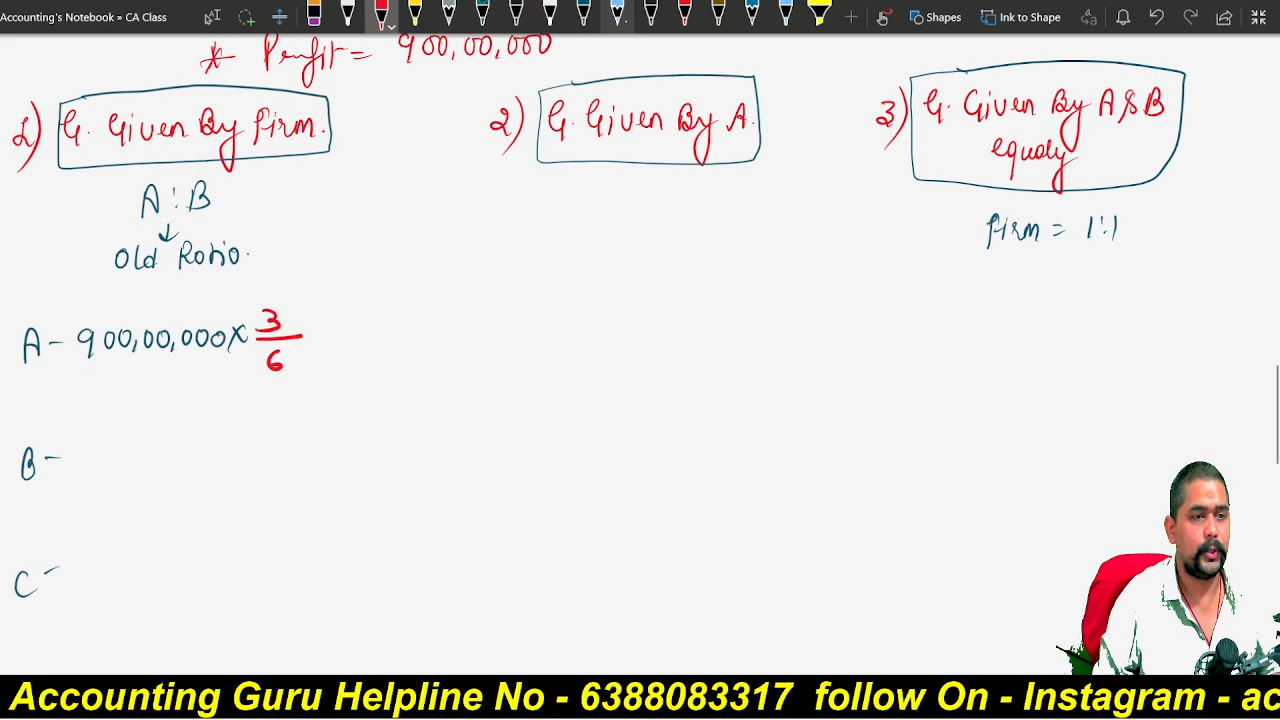 Accounting's Notebook » CA Class
Shapes
Ink to Shape
* Profit = 900,00,000
1) G. Given By firm.
2) G. Given By A.
3) G. Given By A & B
equaly
A : B
Old Ratio.
firm = 1:1
A - 900,00,000 x 3/6
B -
C -
Accounting Guru Helpline No - 6388083317 follow On - Instagram - ac